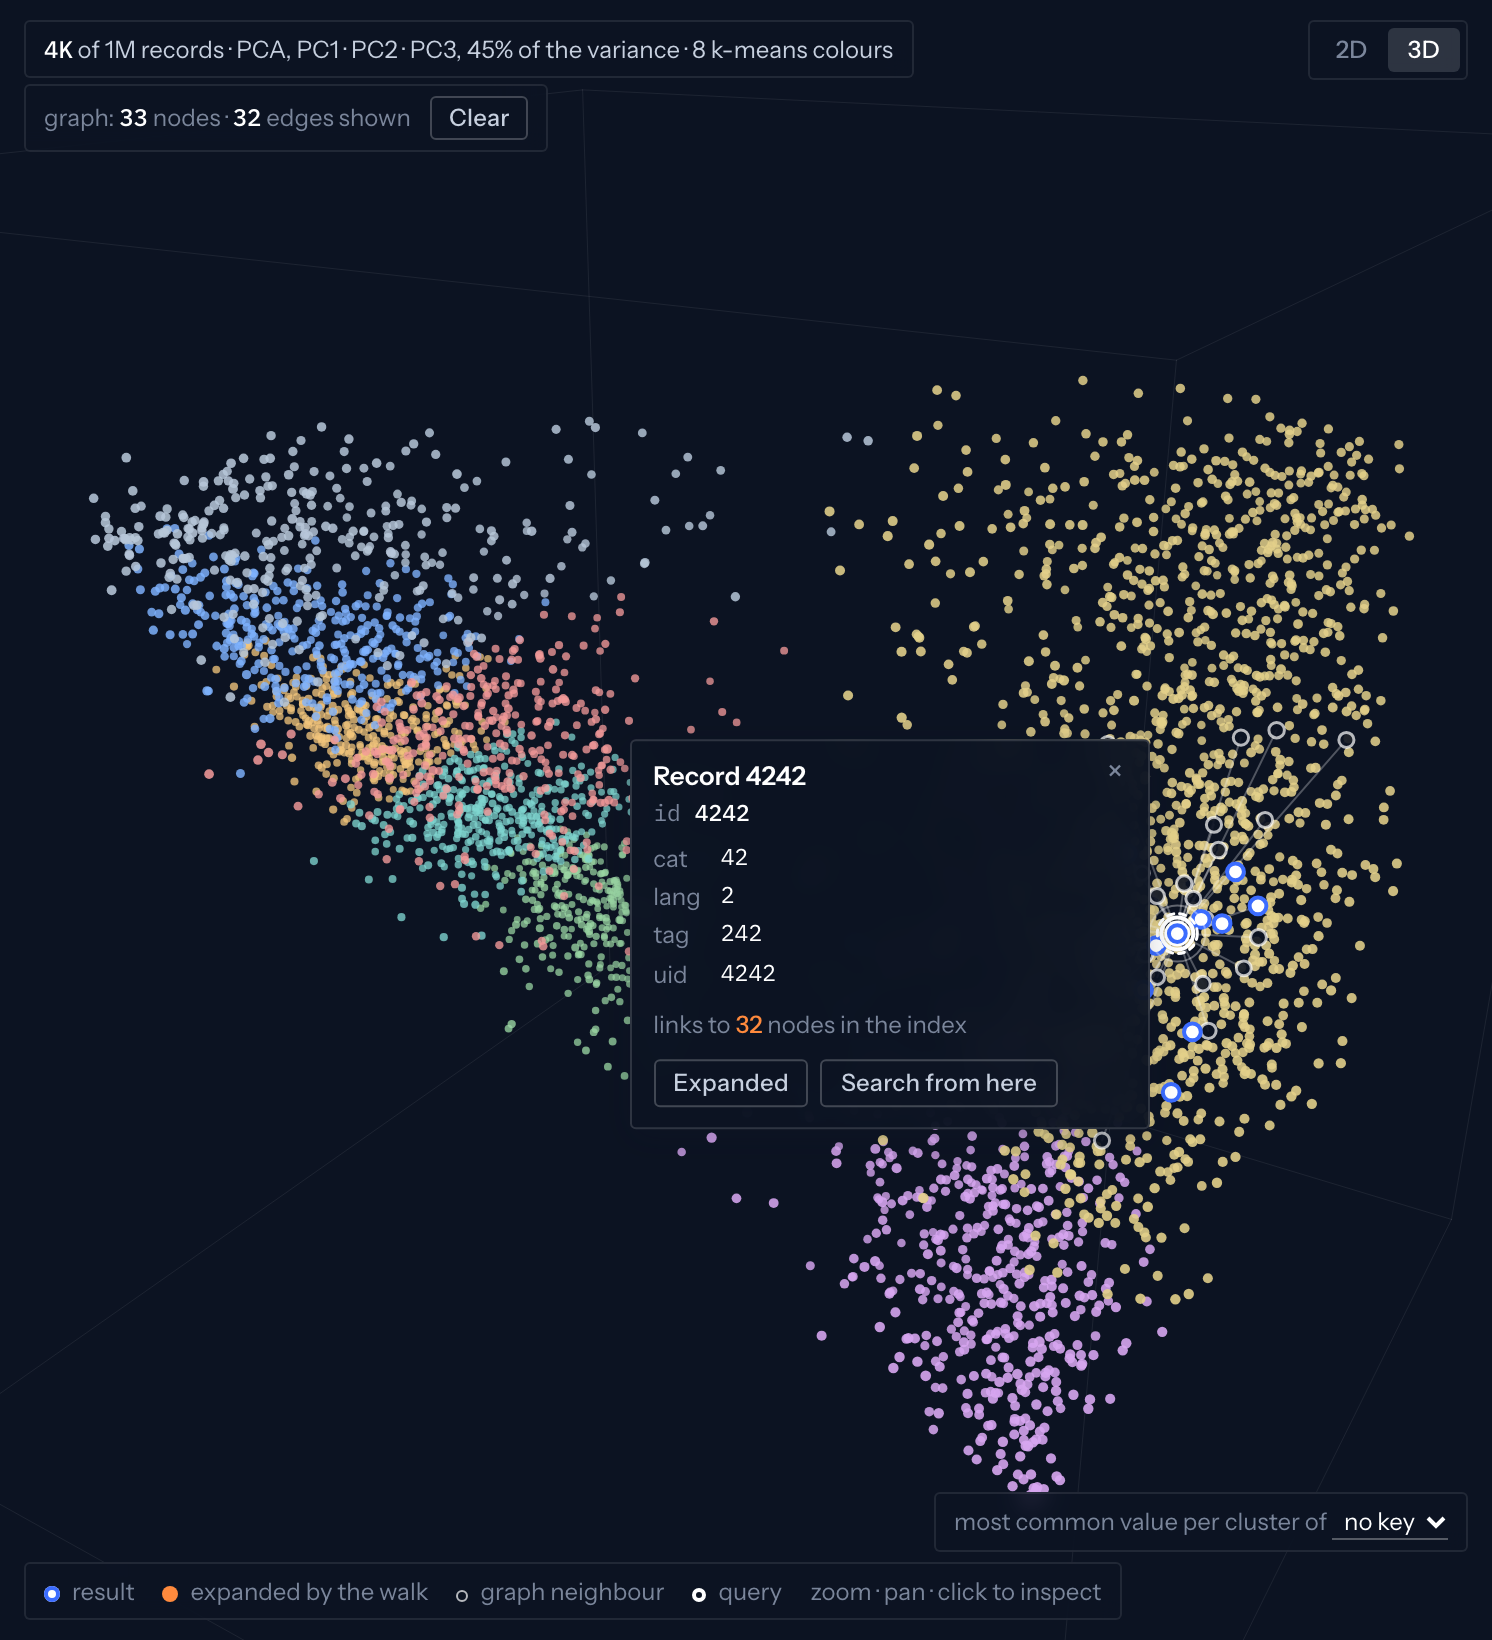 4K of 1M records · PCA, PC1 · PC2 · PC3, 45% of the variance · 8 k-means colours
2D 3D
graph: 33 nodes · 32 edges shown Clear
Record 4242 ×
id 4242
cat 42
lang 2
tag 242
uid 4242
links to 32 nodes in the index
Expanded Search from here
most common value per cluster of no key
result expanded by the walk graph neighbour query zoom · pan · click to inspect